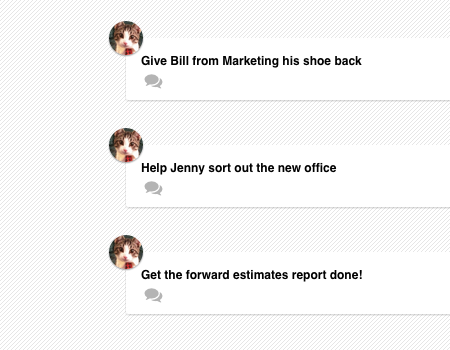 Give Bill from Marketing his shoe back
Help Jenny sort out the new office
Get the forward estimates report done!